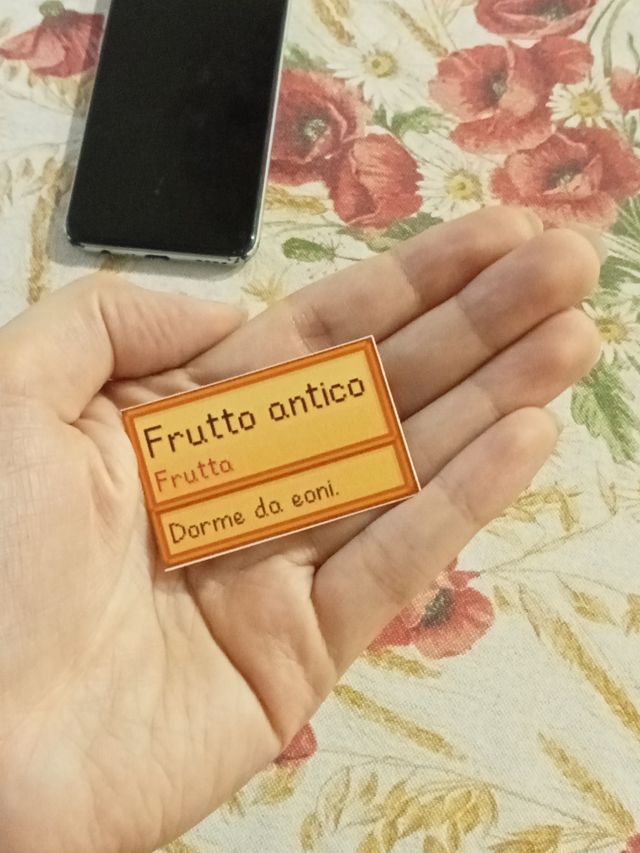 Frutto antico
Frutta
Dorme da eoni.